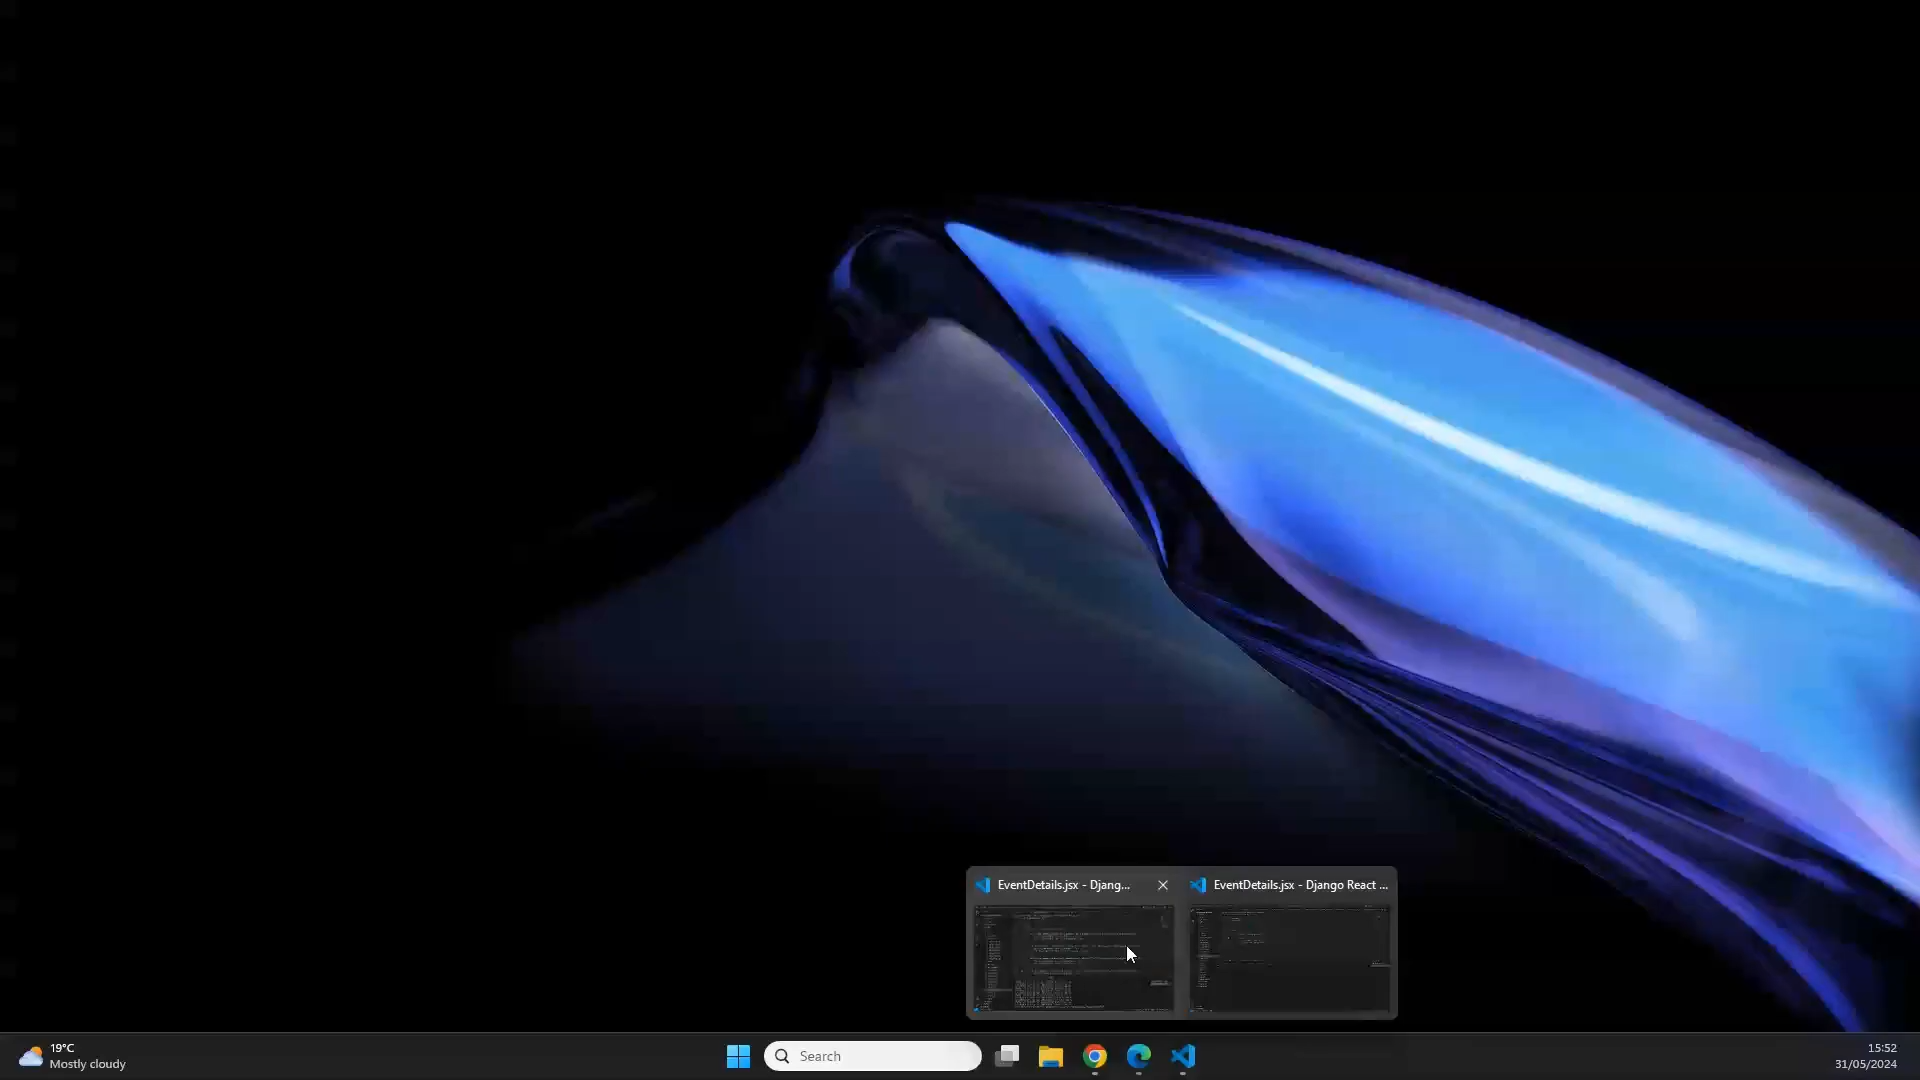 EventDetails.jsx - Djang...
EventDetails.jsx - Django React ...
19°C
Mostly cloudy
Search
15:52
31/05/2024